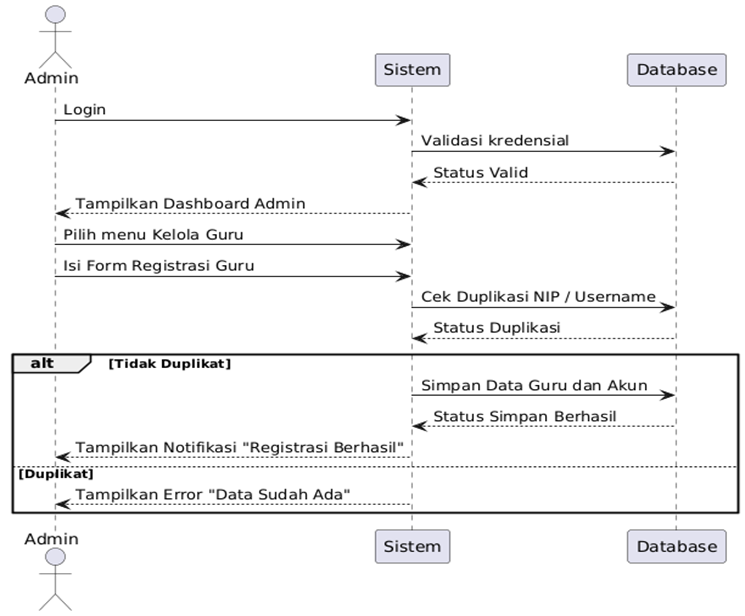 Admin
Sistem
Database
Login
Validasi kredensial
Status Valid
Tampilkan Dashboard Admin
Pilih menu Kelola Guru
Isi Form Registrasi Guru
Cek Duplikasi NIP / Username
Status Duplikasi
alt [Tidak Duplikat]
Simpan Data Guru dan Akun
Status Simpan Berhasil
Tampilkan Notifikasi "Registrasi Berhasil"
[Duplikat]
Tampilkan Error "Data Sudah Ada"
Admin
Sistem
Database